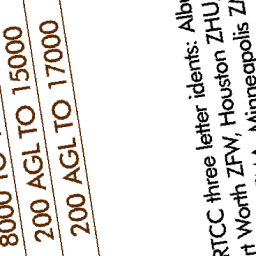 8000 TO
200 AGL TO 15000
200 AGL TO 17000
RTCC three letter idents:
Worth ZFW, Houston ZHU,
Minneapolis